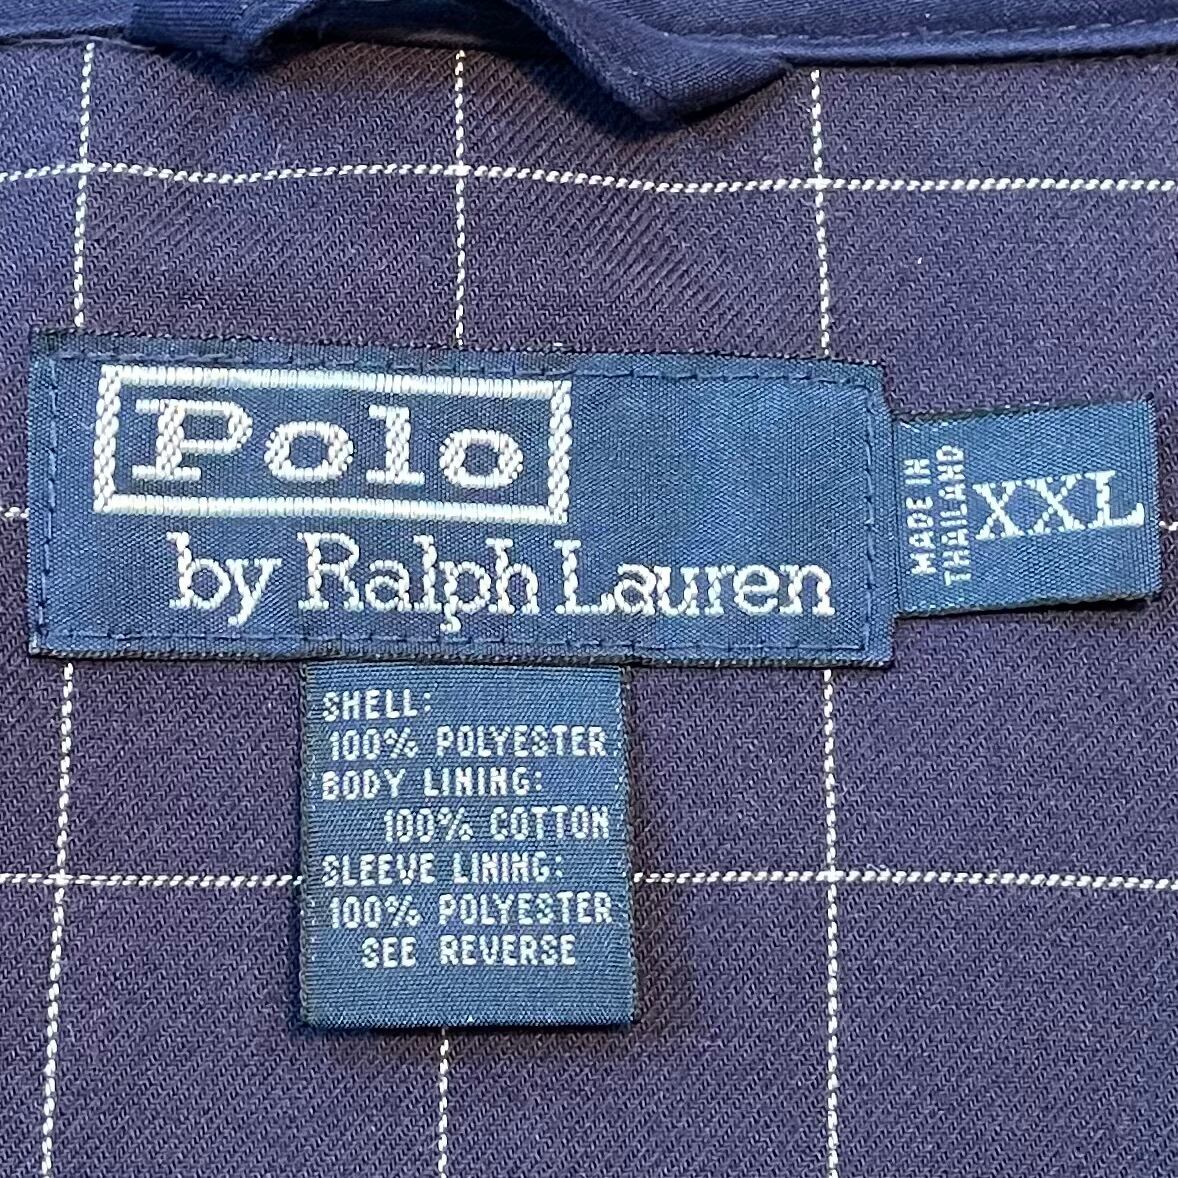 Polo
by Ralph Lauren
MADE IN
THAILAND
XXL
SHELL:
100% POLYESTER
BODY LINING:
100% COTTON
SLEEVE LINING:
100% POLYESTER
SEE REVERSE